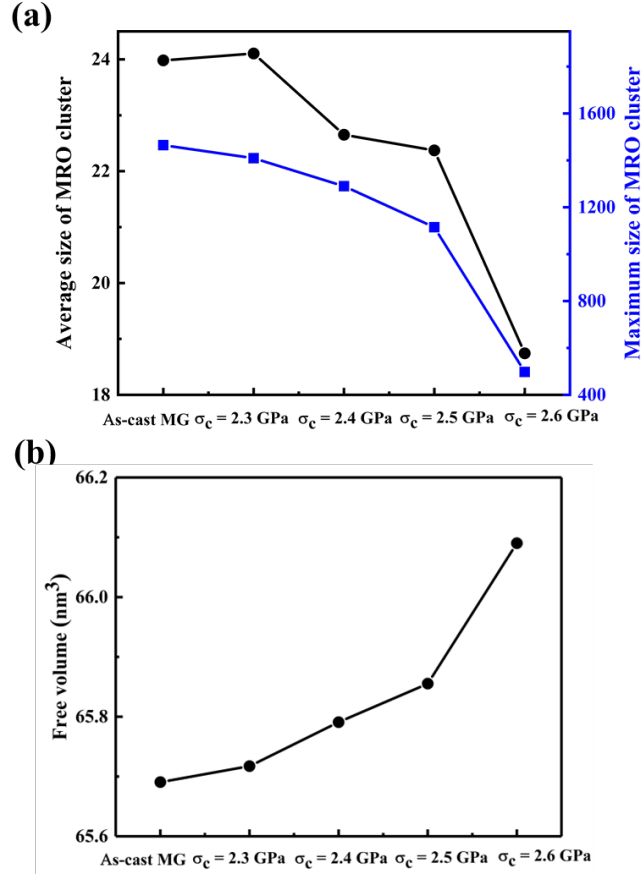 (a)
24
22
20
18
Average size of MRO cluster
1600
1200
800
400
Maximum size of MRO cluster
As-cast MG σc = 2.3 GPa σc = 2.4 GPa σc = 2.5 GPa σc = 2.6 GPa
(b)
66.2
66.0
65.8
65.6
Free volume (nm³)
As-cast MG σc = 2.3 GPa σc = 2.4 GPa σc = 2.5 GPa σc = 2.6 GPa